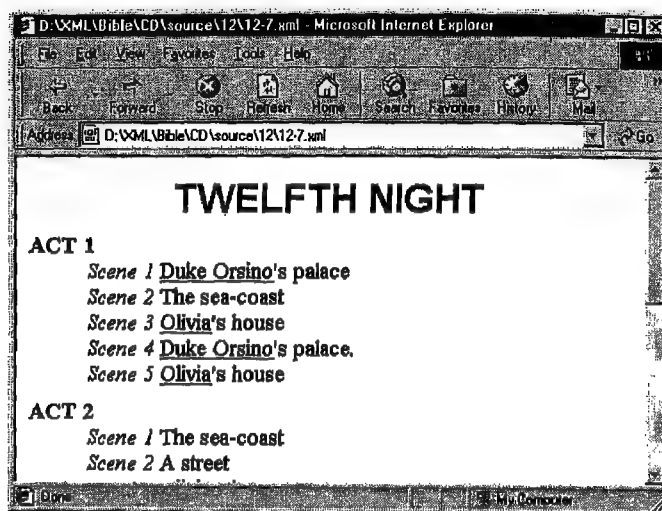 D:\XML\Bible\CD\source\12\12-7.xml - Microsoft Internet Explorer
File Edit View Favorites Tools Help
Back Forward Stop Refresh Home Search Favorites History Mail
Address D:\XML\Bible\CD\source\12\12-7.xml Go
TWELFTH NIGHT
ACT 1
Scene 1 Duke Orsino's palace
Scene 2 The sea-coast
Scene 3 Olivia's house
Scene 4 Duke Orsino's palace.
Scene 5 Olivia's house
ACT 2
Scene 1 The sea-coast
Scene 2 A street
Done My Computer